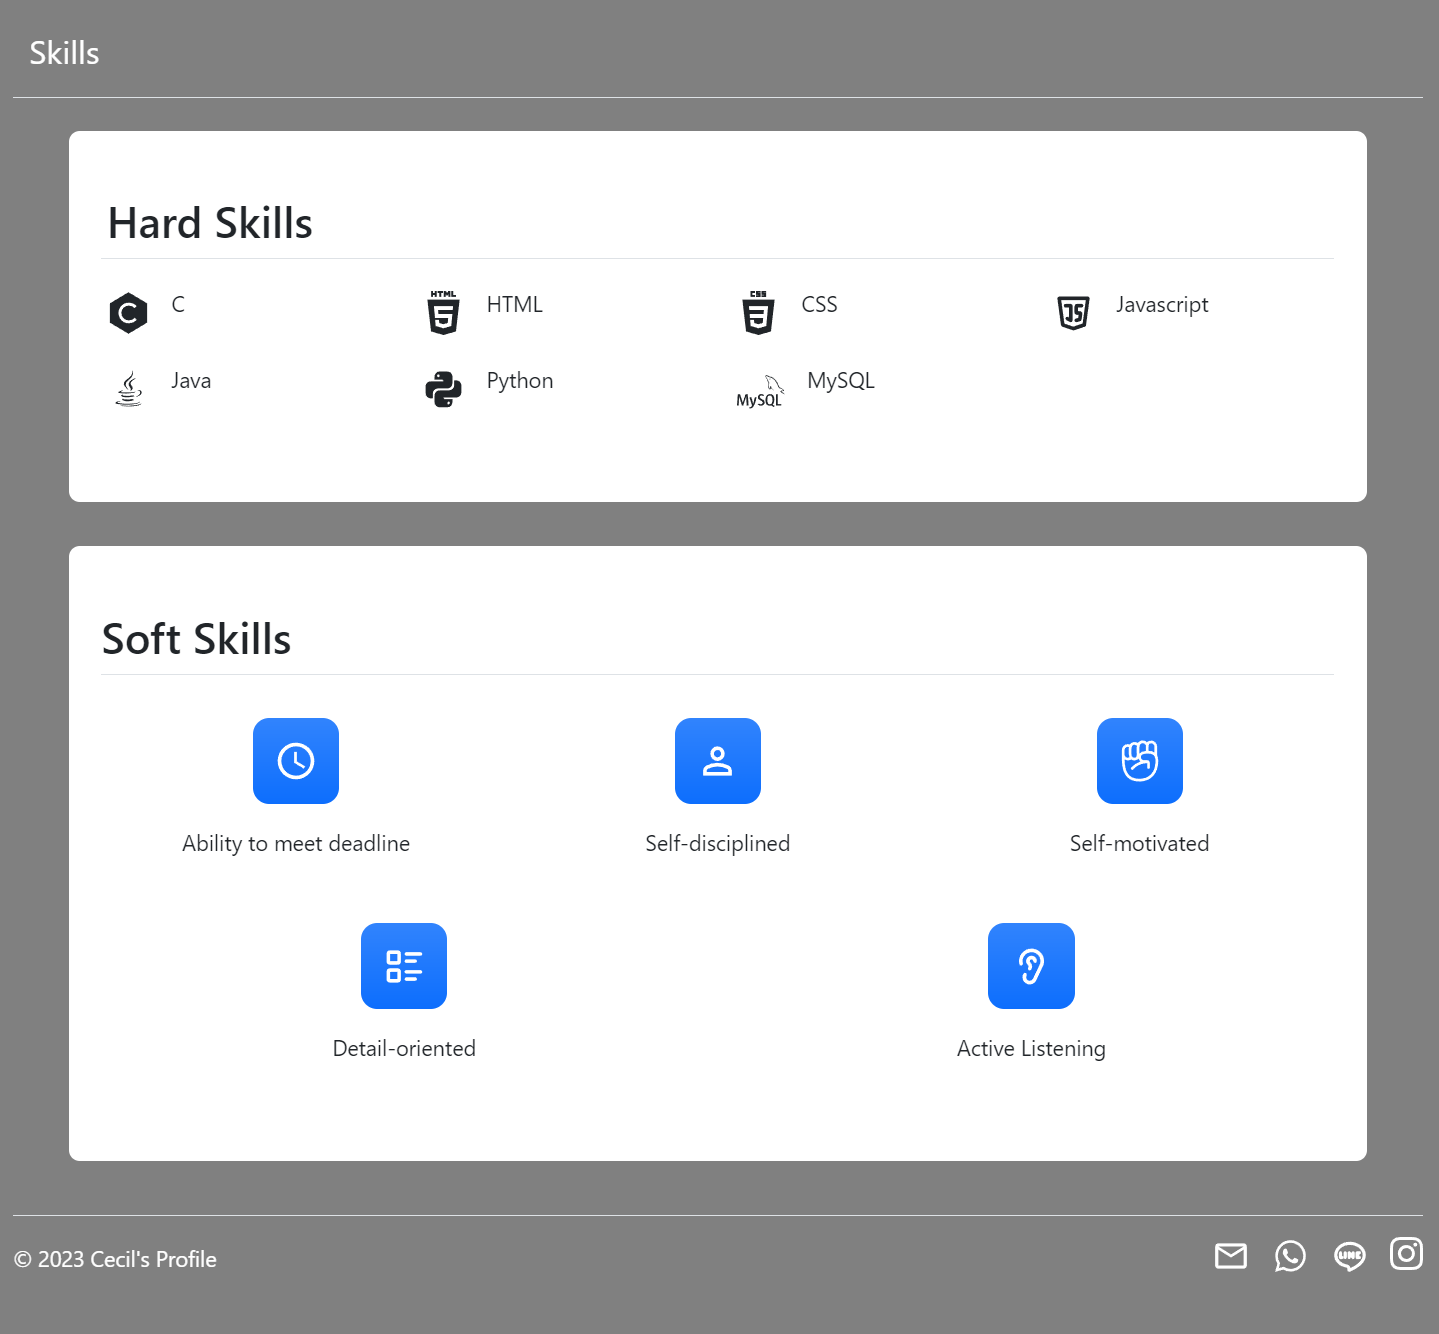 Skills
Hard Skills
C C
HTML HTML
CSS CSS
JS Javascript
Java
Python
MySQL MySQL
Soft Skills
Ability to meet deadline
Self-disciplined
Self-motivated
Detail-oriented
Active Listening
© 2023 Cecil's Profile
LINE